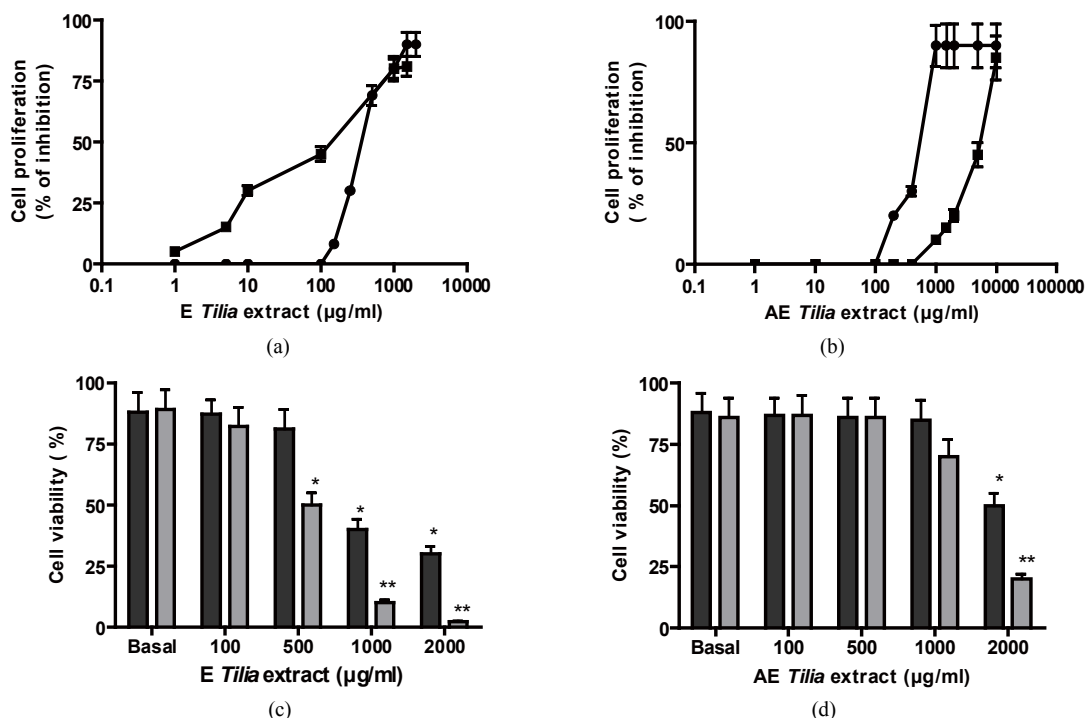 100
75
50
25
0
Cell proliferation
(% of inhibition)
0.1 1 10 100 1000 10000
E Tilia extract (µg/ml)
(a)
100
75
50
25
0
Cell proliferation
( % of inhibition)
0.1 1 10 100 1000 10000 100000
AE Tilia extract (µg/ml)
(b)
100
75
50
25
0
Cell viability ( %)
* * * ** **
Basal 100 500 1000 2000
E Tilia extract (µg/ml)
(c)
100
75
50
25
0
Cell viability (%)
* **
Basal 100 500 1000 2000
AE Tilia extract (µg/ml)
(d)